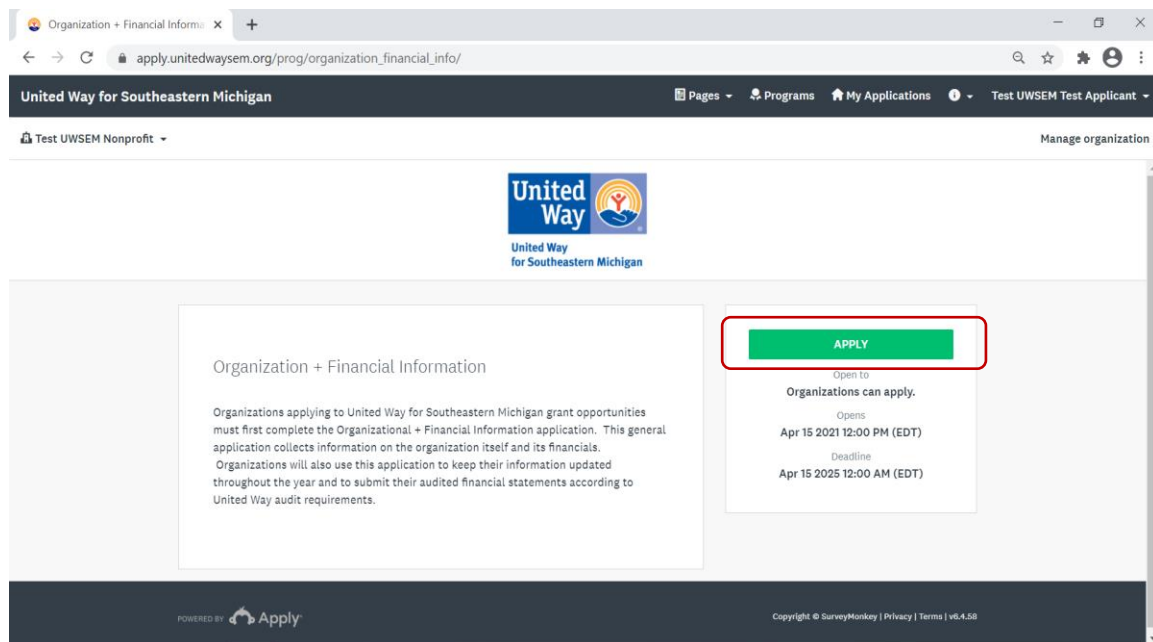 Organization + Financial Informa
apply.unitedwaysem.org/prog/organization_financial_info/
United Way for Southeastern Michigan
Pages
Programs
My Applications
Test UWSEM Test Applicant
Test UWSEM Nonprofit
Manage organization
United
Way
United Way
for Southeastern Michigan
Organization + Financial Information
Organizations applying to United Way for Southeastern Michigan grant opportunities
must first complete the Organizational + Financial Information application.  This general
application collects information on the organization itself and its financials.
Organizations will also use this application to keep their information updated
throughout the year and to submit their audited financial statements according to
United Way audit requirements.
APPLY
Open to
Organizations can apply.
Opens
Apr 15 2021 12:00 PM (EDT)
Deadline
Apr 15 2025 12:00 AM (EDT)
POWERED BY Apply
Copyright © SurveyMonkey | Privacy | Terms | v6.4.58